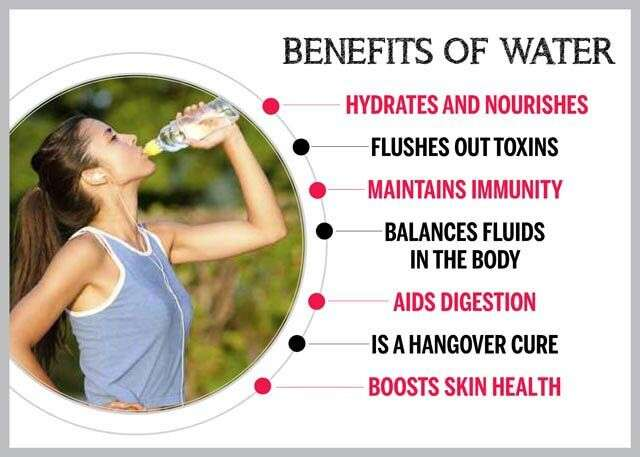 BENEFITS OF WATER
HYDRATES AND NOURISHES
FLUSHES OUT TOXINS
MAINTAINS IMMUNITY
BALANCES FLUIDS
IN THE BODY
AIDS DIGESTION
IS A HANGOVER CURE
BOOSTS SKIN HEALTH